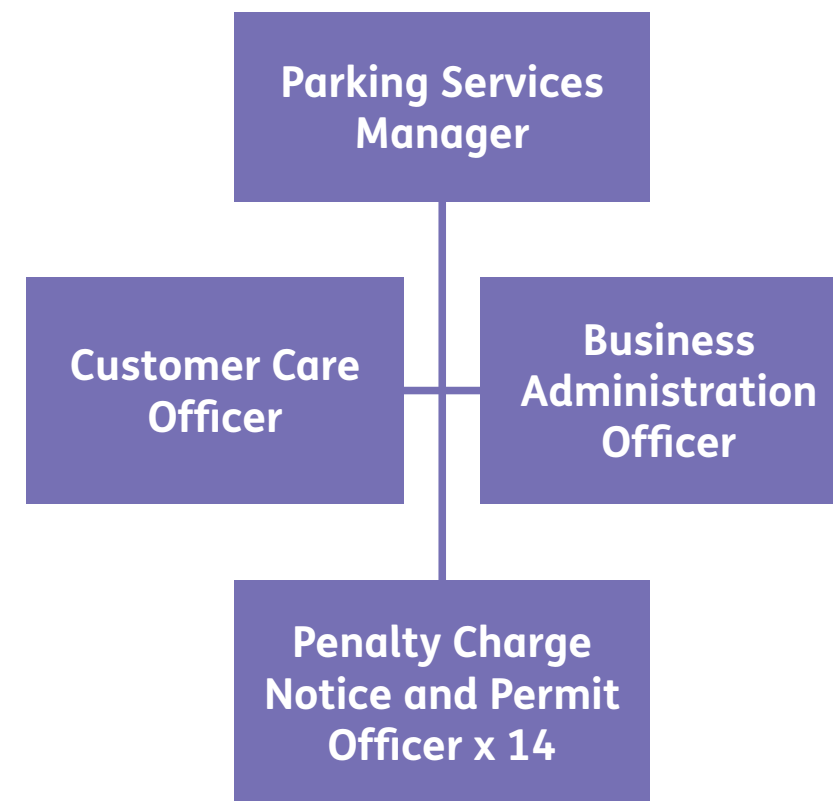 Parking Services
Manager
Customer Care
Officer
Business
Administration
Officer
Penalty Charge
Notice and Permit
Officer x 14